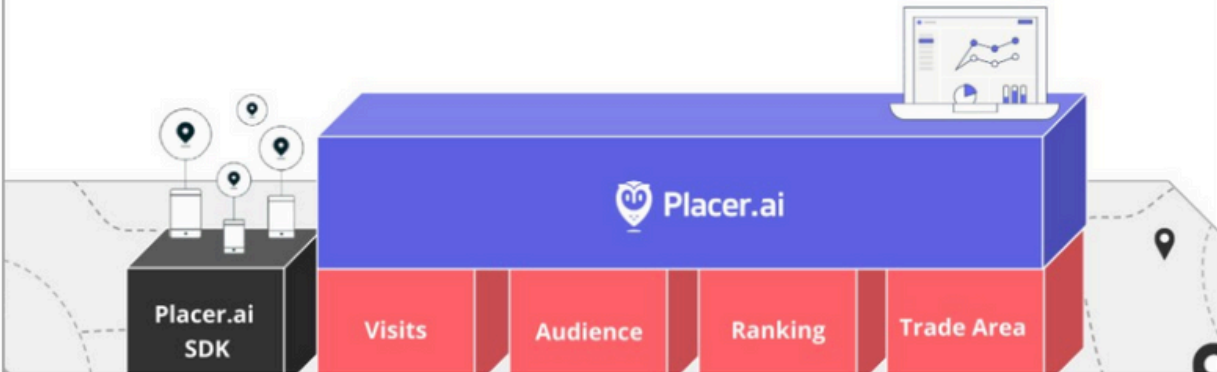 Placer.ai
Placer.ai
SDK
Visits
Audience
Ranking
Trade Area